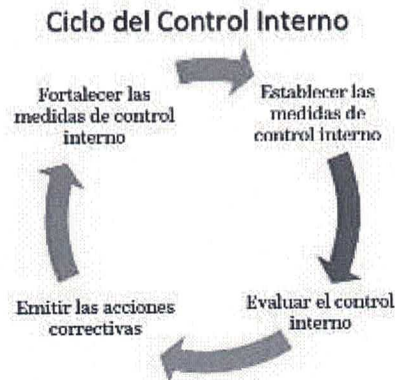 Ciclo del Control Interno
Fortalecer las
medidas de control
interno
Establecer las
medidas de
control interno
Evaluar el control
interno
Emitir las acciones
correctivas